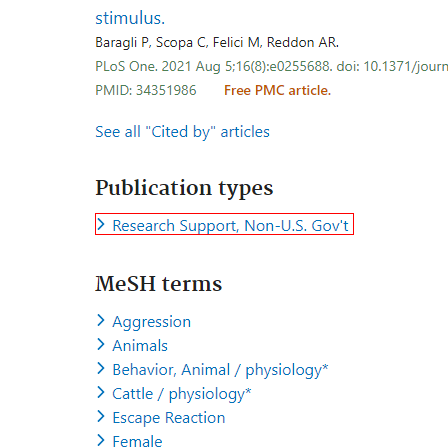 stimulus.
Baragli P, Scopa C, Felici M, Reddon AR.
PLoS One. 2021 Aug 5;16(8):e0255688. doi: 10.1371/journ
PMID: 34351986 Free PMC article.
See all "Cited by" articles
Publication types
Research Support, Non-U.S. Gov't
MeSH terms
Aggression
Animals
Behavior, Animal / physiology*
Cattle / physiology*
Escape Reaction
Female